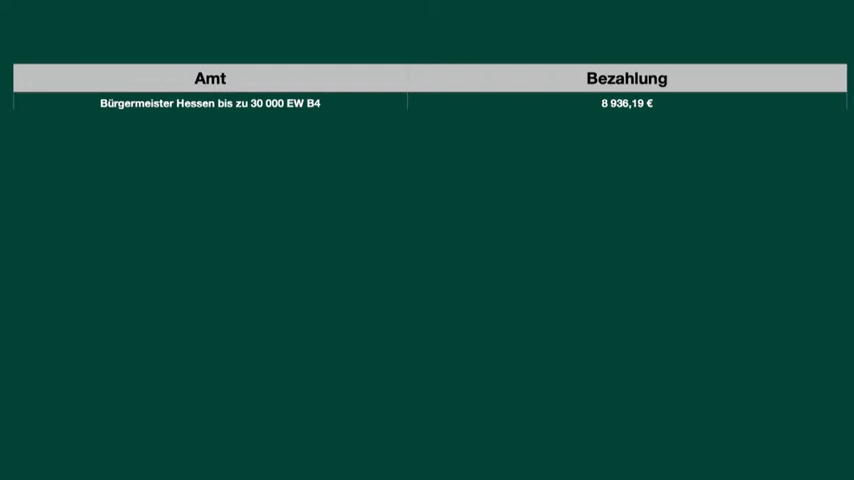 Amt Bezahlung
Bürgermeister Hessen bis zu 30 000 EW B4 8 936,19 €